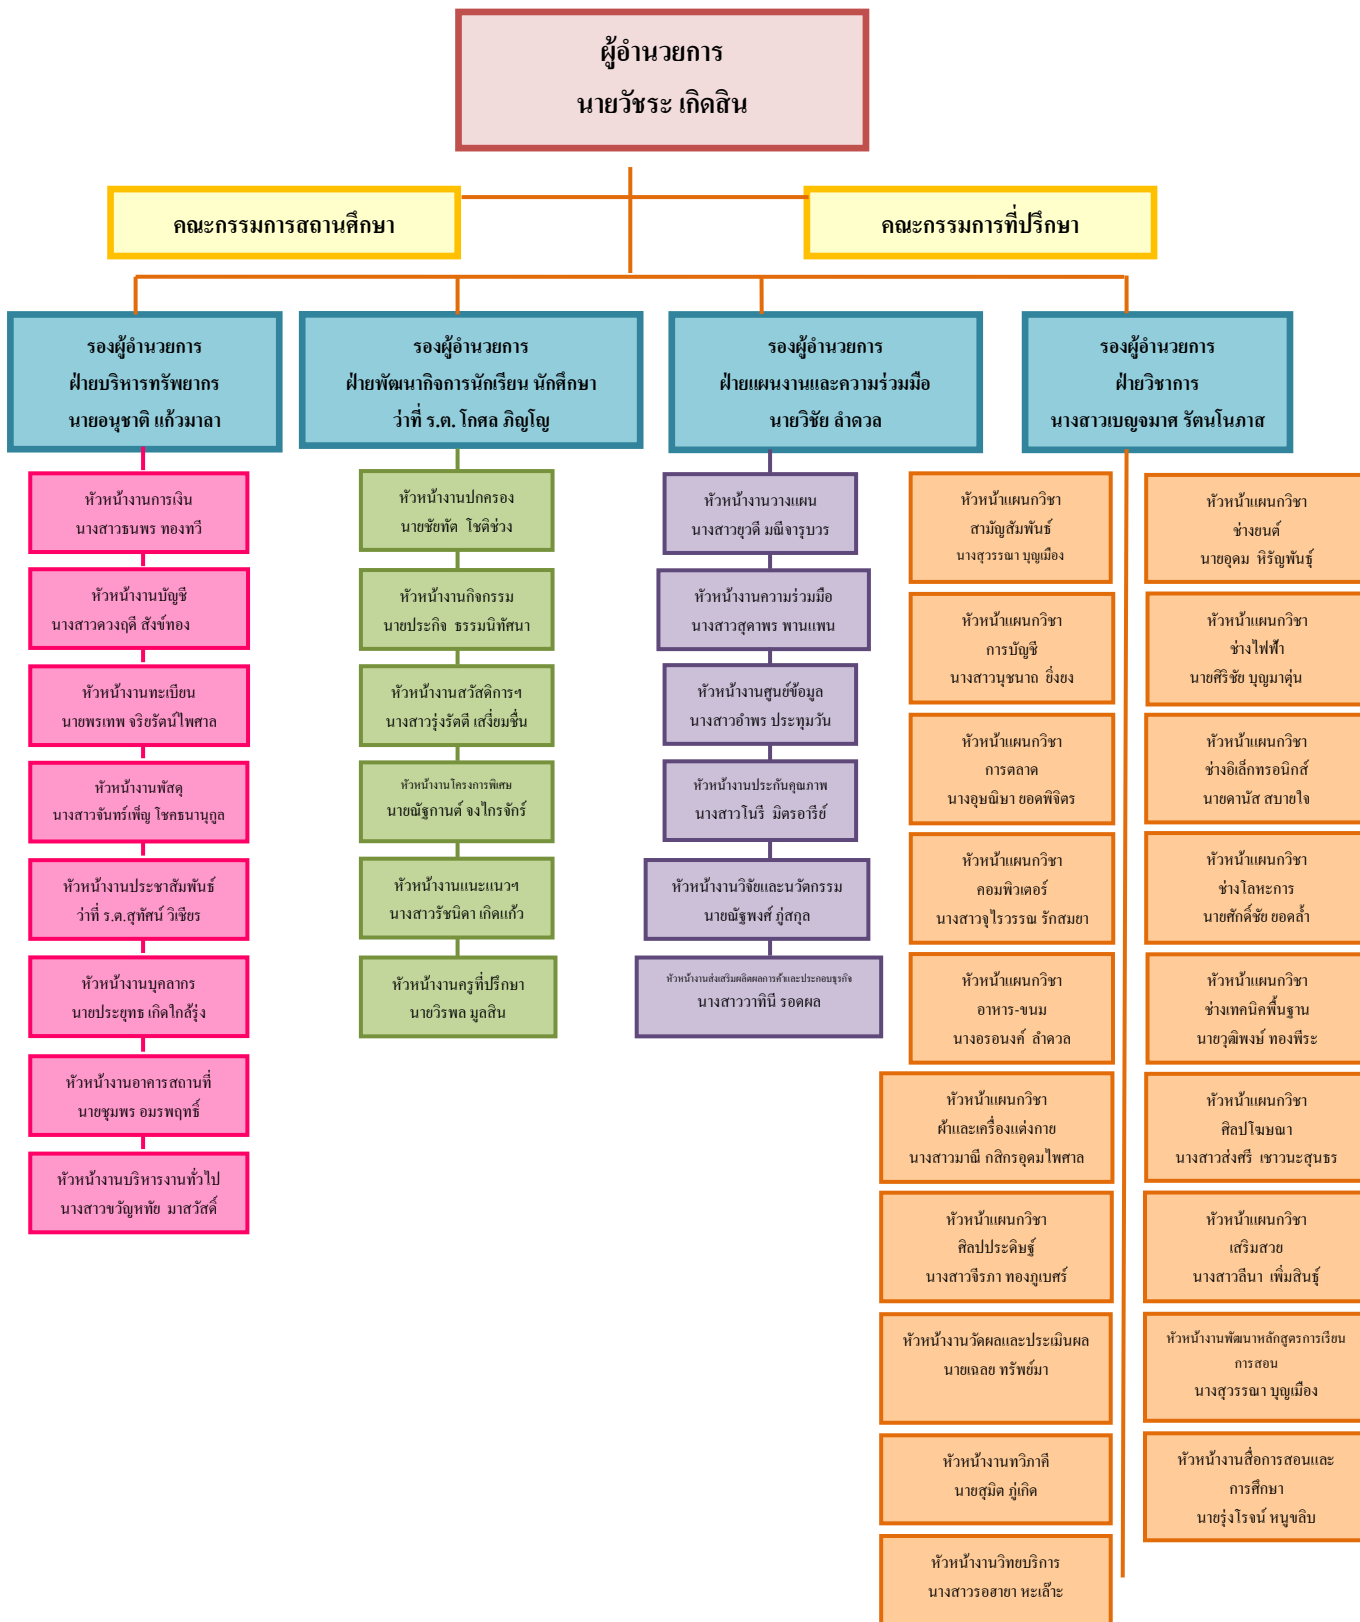 ผู้อำนวยการ
นายวัชระ เกิดสิน
คณะกรรมการสถานศึกษา
คณะกรรมการที่ปรึกษา
รองผู้อำนวยการ
ฝ่ายบริหารทรัพยากร
นายอนุชาติ แก้วมาลา
รองผู้อำนวยการ
ฝ่ายพัฒนากิจการนักเรียน นักศึกษา
ว่าที่ ร.ต. โกศล ภิญโญ
รองผู้อำนวยการ
ฝ่ายแผนงานและความร่วมมือ
นายวิชัย ลำดวล
รองผู้อำนวยการ
ฝ่ายวิชาการ
นางสาวเบญจมาศ รัตนโนภาส
หัวหน้างานการเงิน
นางสาวธนพร ทองทวี
หัวหน้างานบัญชี
นางสาวดวงฤดี สังข์ทอง
หัวหน้างานทะเบียน
นายพรเทพ จริยรัตน์ไพศาล
หัวหน้างานพัสดุ
นางสาวจันทร์เพ็ญ โชคธนานุกูล
หัวหน้างานประชาสัมพันธ์
ว่าที่ ร.ต.สุทัศน์ วิเชียร
หัวหน้างานบุคลากร
นายประยุทธ เกิดใกล้รุ่ง
หัวหน้างานอาคารสถานที่
นายชุมพร อมรพฤทธิ์
หัวหน้างานบริหารงานทั่วไป
นางสาวขวัญหทัย มาสวัสดิ์
หัวหน้างานปกครอง
นายชัยทัต โชติช่วง
หัวหน้างานกิจกรรม
นายประกิจ ธรรมนิทัศนา
หัวหน้างานสวัสดิการฯ
นางสาวรุ่งรัตดี เสงี่ยมชื่น
หัวหน้างานโครงการพิเศษ
นายณัฐกานต์ จงไกรจักร์
หัวหน้างานแนะแนวฯ
นางสาวรัชนิดา เกิดแก้ว
หัวหน้างานครูที่ปรึกษา
นายวิรพล มูลสิน
หัวหน้างานวางแผน
นางสาวยุวดี มณีจารุบวร
หัวหน้างานความร่วมมือ
นางสาวสุดาพร พานแพน
หัวหน้างานศูนย์ข้อมูล
นางสาวอำพร ประทุมวัน
หัวหน้างานประกันคุณภาพ
นางสาวโนรี มิตรอารีย์
หัวหน้างานวิจัยและนวัตกรรม
นายณัฐพงศ์ ภู่สกุล
หัวหน้างานส่งเสริมผลิตผลการค้าและประกอบธุรกิจ
นางสาววาทินี รอดผล
หัวหน้าแผนกวิชา
สามัญสัมพันธ์
นางสุวรรณา บุญเมือง
หัวหน้าแผนกวิชา
การบัญชี
นางสาวนุชนาถ ยิ่งยง
หัวหน้าแผนกวิชา
การตลาด
นางอุษณิษา ยอดพิจิตร
หัวหน้าแผนกวิชา
คอมพิวเตอร์
นางสาวจุไรวรรณ รักสมยา
หัวหน้าแผนกวิชา
อาหาร-ขนม
นางอรอนงค์ ลำดวล
หัวหน้าแผนกวิชา
ผ้าและเครื่องแต่งกาย
นางสาวมาณี กสิกรอุดมไพศาล
หัวหน้าแผนกวิชา
ศิลปประดิษฐ์
นางสาวจีรภา ทองภูเบศร์
หัวหน้างานวัดผลและประเมินผล
นายเฉลย ทรัพย์มา
หัวหน้างานทวิภาคี
นายสุมิต ภู่เกิด
หัวหน้างานวิทยบริการ
นางสาวรอฮายา หะเล๊าะ
หัวหน้าแผนกวิชา
ช่างยนต์
นายอุดม หิรัญพันธุ์
หัวหน้าแผนกวิชา
ช่างไฟฟ้า
นายศิริชัย บุญมาตุ่น
หัวหน้าแผนกวิชา
ช่างอิเล็กทรอนิกส์
นายดานัส สบายใจ
หัวหน้าแผนกวิชา
ช่างโลหะการ
นายศักดิ์ชัย ยอดล้ำ
หัวหน้าแผนกวิชา
ช่างเทคนิคพื้นฐาน
นายวุฒิพงษ์ ทองพีระ
หัวหน้าแผนกวิชา
ศิลปโฆษณา
นางสาวส่งศรี เชาวนะสุนธร
หัวหน้าแผนกวิชา
เสริมสวย
นางสาวลีนา เพิ่มสินธุ์
หัวหน้างานพัฒนาหลักสูตรการเรียน
การสอน
นางสุวรรณา บุญเมือง
หัวหน้างานสื่อการสอนและ
การศึกษา
นายรุ่งโรจน์ หนูขลิบ